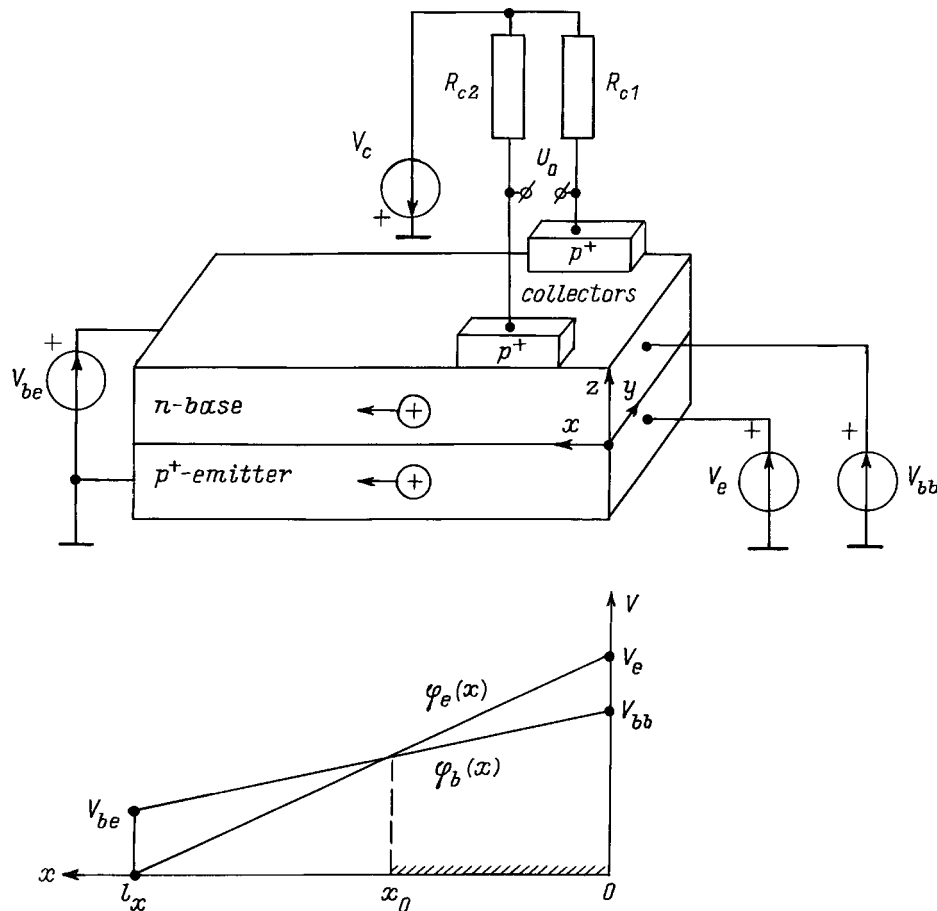 R_c2
R_c1
V_c
U_0
+
p⁺
collectors
p⁺
+
V_be
n-base
+
z
y
x
p⁺-emitter
+
+
V_e
+
V_bb
V
V_e
φ_e(x)
V_bb
φ_b(x)
V_be
x
l_x
x_0
0